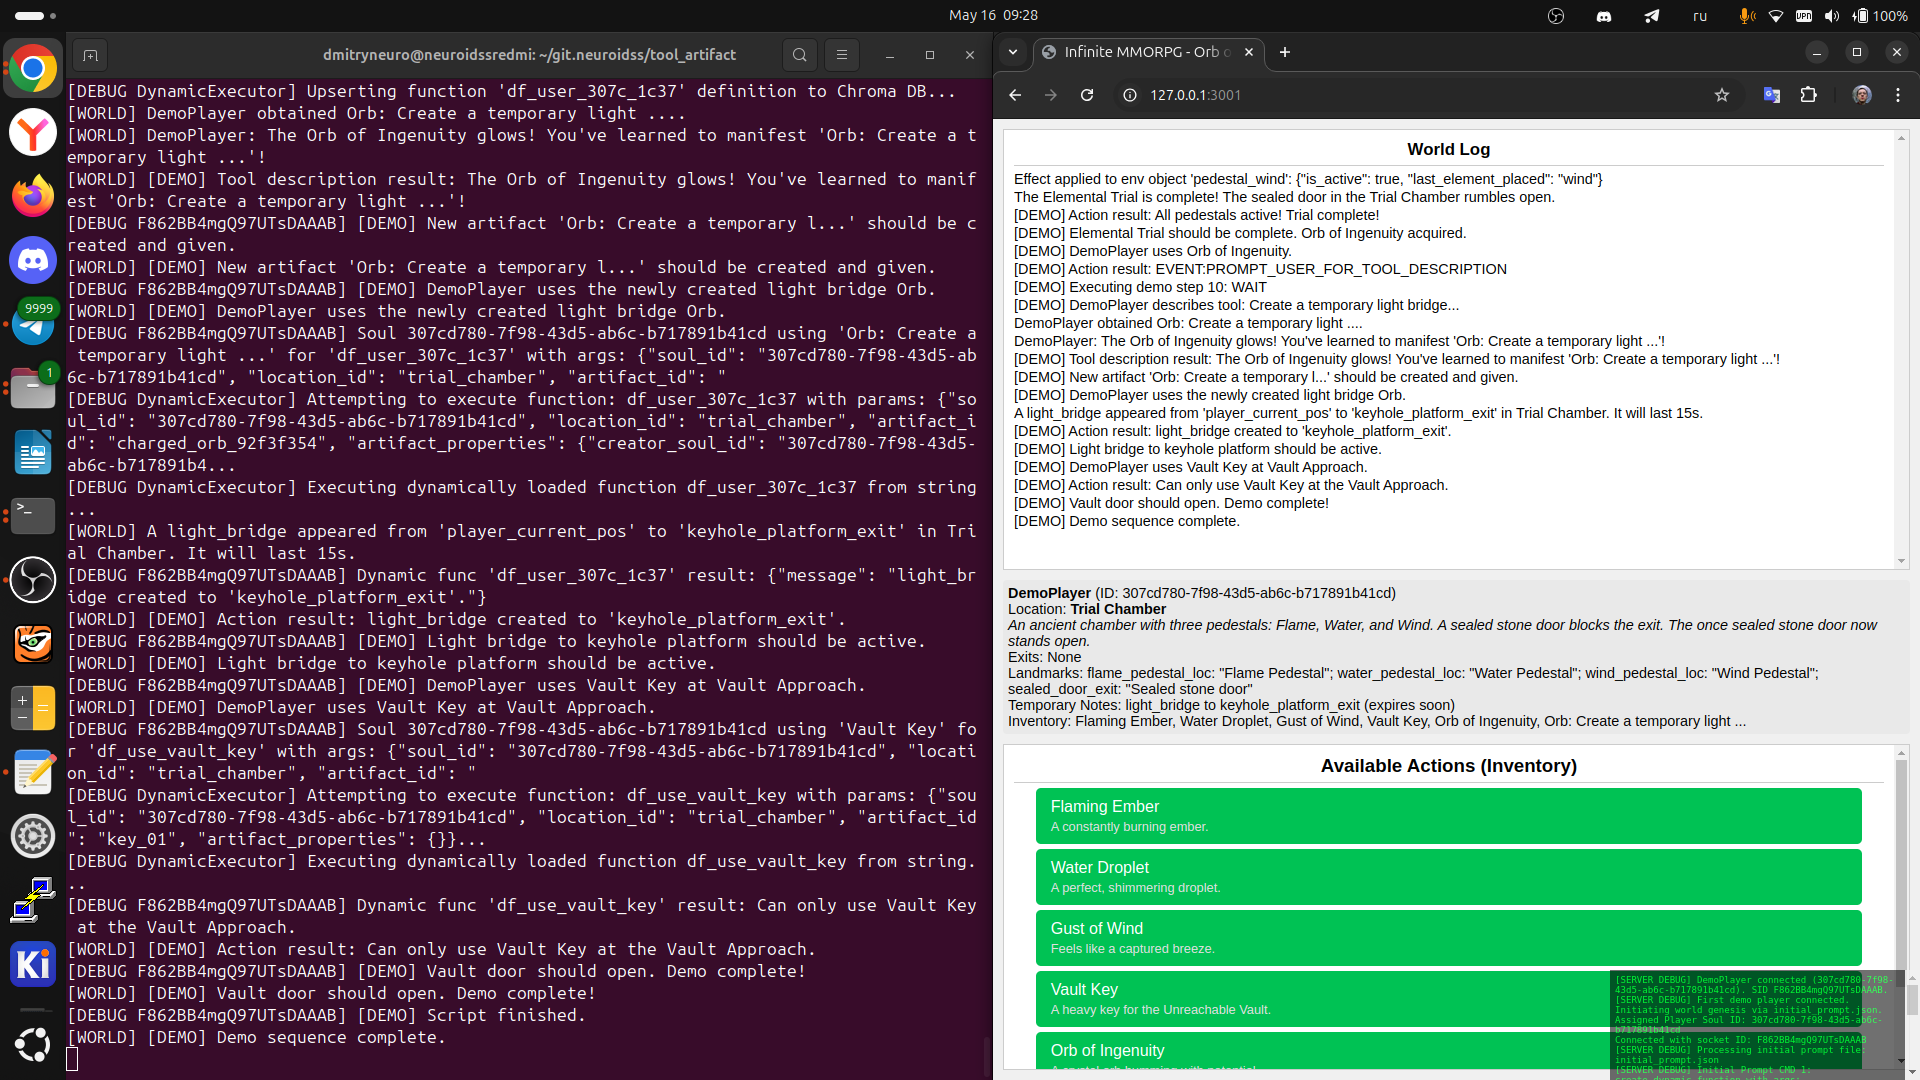 May 16  09:28
ru
100%
dmitryneuro@neuroidssredmi: ~/git.neuroidss/tool_artifact
[DEBUG DynamicExecutor] Upserting function 'df_user_307c_1c37' definition to Chroma DB...
[WORLD] DemoPlayer obtained Orb: Create a temporary light ....
[WORLD] DemoPlayer: The Orb of Ingenuity glows! You've learned to manifest 'Orb: Create a t
emporary light ...'!
[WORLD] [DEMO] Tool description result: The Orb of Ingenuity glows! You've learned to manif
est 'Orb: Create a temporary light ...'!
[DEBUG F862BB4mgQ97UTsDAAAB] [DEMO] New artifact 'Orb: Create a temporary l...' should be c
reated and given.
[WORLD] [DEMO] New artifact 'Orb: Create a temporary l...' should be created and given.
[DEBUG F862BB4mgQ97UTsDAAAB] [DEMO] DemoPlayer uses the newly created light bridge Orb.
[WORLD] [DEMO] DemoPlayer uses the newly created light bridge Orb.
[DEBUG F862BB4mgQ97UTsDAAAB] Soul 307cd780-7f98-43d5-ab6c-b717891b41cd using 'Orb: Create a
 temporary light ...' for 'df_user_307c_1c37' with args: {"soul_id": "307cd780-7f98-43d5-ab
6c-b717891b41cd", "location_id": "trial_chamber", "artifact_id": "
[DEBUG DynamicExecutor] Attempting to execute function: df_user_307c_1c37 with params: {"so
ul_id": "307cd780-7f98-43d5-ab6c-b717891b41cd", "location_id": "trial_chamber", "artifact_i
d": "charged_orb_92f3f354", "artifact_properties": {"creator_soul_id": "307cd780-7f98-43d5-
ab6c-b717891b4...
[DEBUG DynamicExecutor] Executing dynamically loaded function df_user_307c_1c37 from string
...
[WORLD] A light_bridge appeared from 'player_current_pos' to 'keyhole_platform_exit' in Tri
al Chamber. It will last 15s.
[DEBUG F862BB4mgQ97UTsDAAAB] Dynamic func 'df_user_307c_1c37' result: {"message": "light_br
idge created to 'keyhole_platform_exit'."}
[WORLD] [DEMO] Action result: light_bridge created to 'keyhole_platform_exit'.
[DEBUG F862BB4mgQ97UTsDAAAB] [DEMO] Light bridge to keyhole platform should be active.
[WORLD] [DEMO] Light bridge to keyhole platform should be active.
[DEBUG F862BB4mgQ97UTsDAAAB] [DEMO] DemoPlayer uses Vault Key at Vault Approach.
[WORLD] [DEMO] DemoPlayer uses Vault Key at Vault Approach.
[DEBUG F862BB4mgQ97UTsDAAAB] Soul 307cd780-7f98-43d5-ab6c-b717891b41cd using 'Vault Key' fo
r 'df_use_vault_key' with args: {"soul_id": "307cd780-7f98-43d5-ab6c-b717891b41cd", "locati
on_id": "trial_chamber", "artifact_id": "
[DEBUG DynamicExecutor] Attempting to execute function: df_use_vault_key with params: {"sou
l_id": "307cd780-7f98-43d5-ab6c-b717891b41cd", "location_id": "trial_chamber", "artifact_id
": "key_01", "artifact_properties": {}}...
[DEBUG DynamicExecutor] Executing dynamically loaded function df_use_vault_key from string.
..
[DEBUG F862BB4mgQ97UTsDAAAB] Dynamic func 'df_use_vault_key' result: Can only use Vault Key
 at the Vault Approach.
[WORLD] [DEMO] Action result: Can only use Vault Key at the Vault Approach.
[DEBUG F862BB4mgQ97UTsDAAAB] [DEMO] Vault door should open. Demo complete!
[WORLD] [DEMO] Vault door should open. Demo complete!
[DEBUG F862BB4mgQ97UTsDAAAB] [DEMO] Script finished.
[WORLD] [DEMO] Demo sequence complete.
9999
1
Ki
Infinite MMORPG - Orb o
127.0.0.1:3001
World Log
Effect applied to env object 'pedestal_wind': {"is_active": true, "last_element_placed": "wind"}
The Elemental Trial is complete! The sealed door in the Trial Chamber rumbles open.
[DEMO] Action result: All pedestals active! Trial complete!
[DEMO] Elemental Trial should be complete. Orb of Ingenuity acquired.
[DEMO] DemoPlayer uses Orb of Ingenuity.
[DEMO] Action result: EVENT:PROMPT_USER_FOR_TOOL_DESCRIPTION
[DEMO] Executing demo step 10: WAIT
[DEMO] DemoPlayer describes tool: Create a temporary light bridge...
DemoPlayer obtained Orb: Create a temporary light ....
DemoPlayer: The Orb of Ingenuity glows! You've learned to manifest 'Orb: Create a temporary light ...'!
[DEMO] Tool description result: The Orb of Ingenuity glows! You've learned to manifest 'Orb: Create a temporary light ...'!
[DEMO] New artifact 'Orb: Create a temporary l...' should be created and given.
[DEMO] DemoPlayer uses the newly created light bridge Orb.
A light_bridge appeared from 'player_current_pos' to 'keyhole_platform_exit' in Trial Chamber. It will last 15s.
[DEMO] Action result: light_bridge created to 'keyhole_platform_exit'.
[DEMO] Light bridge to keyhole platform should be active.
[DEMO] DemoPlayer uses Vault Key at Vault Approach.
[DEMO] Action result: Can only use Vault Key at the Vault Approach.
[DEMO] Vault door should open. Demo complete!
[DEMO] Demo sequence complete.
DemoPlayer (ID: 307cd780-7f98-43d5-ab6c-b717891b41cd)
Location: Trial Chamber
An ancient chamber with three pedestals: Flame, Water, and Wind. A sealed stone door blocks the exit. The once sealed stone door now
stands open.
Exits: None
Landmarks: flame_pedestal_loc: "Flame Pedestal"; water_pedestal_loc: "Water Pedestal"; wind_pedestal_loc: "Wind Pedestal";
sealed_door_exit: "Sealed stone door"
Temporary Notes: light_bridge to keyhole_platform_exit (expires soon)
Inventory: Flaming Ember, Water Droplet, Gust of Wind, Vault Key, Orb of Ingenuity, Orb: Create a temporary light ...
Available Actions (Inventory)
Flaming Ember
A constantly burning ember.
Water Droplet
A perfect, shimmering droplet.
Gust of Wind
Feels like a captured breeze.
Vault Key
A heavy key for the Unreachable Vault.
Orb of Ingenuity
[SERVER DEBUG] DemoPlayer connected (307cd780-7f98-
43d5-ab6c-b717891b41cd). SID F862BB4mgQ97UTsDAAAB.
[SERVER DEBUG] First demo player connected.
Initiating world genesis via initial_prompt.json.
Assigned Player Soul ID: 307cd780-7f98-43d5-ab6c-
b717891b41cd
Connected with socket ID: F862BB4mgQ97UTsDAAAB
[SERVER DEBUG] Processing initial prompt file:
initial_prompt.json
[SERVER DEBUG] Initial Prompt CMD 1: